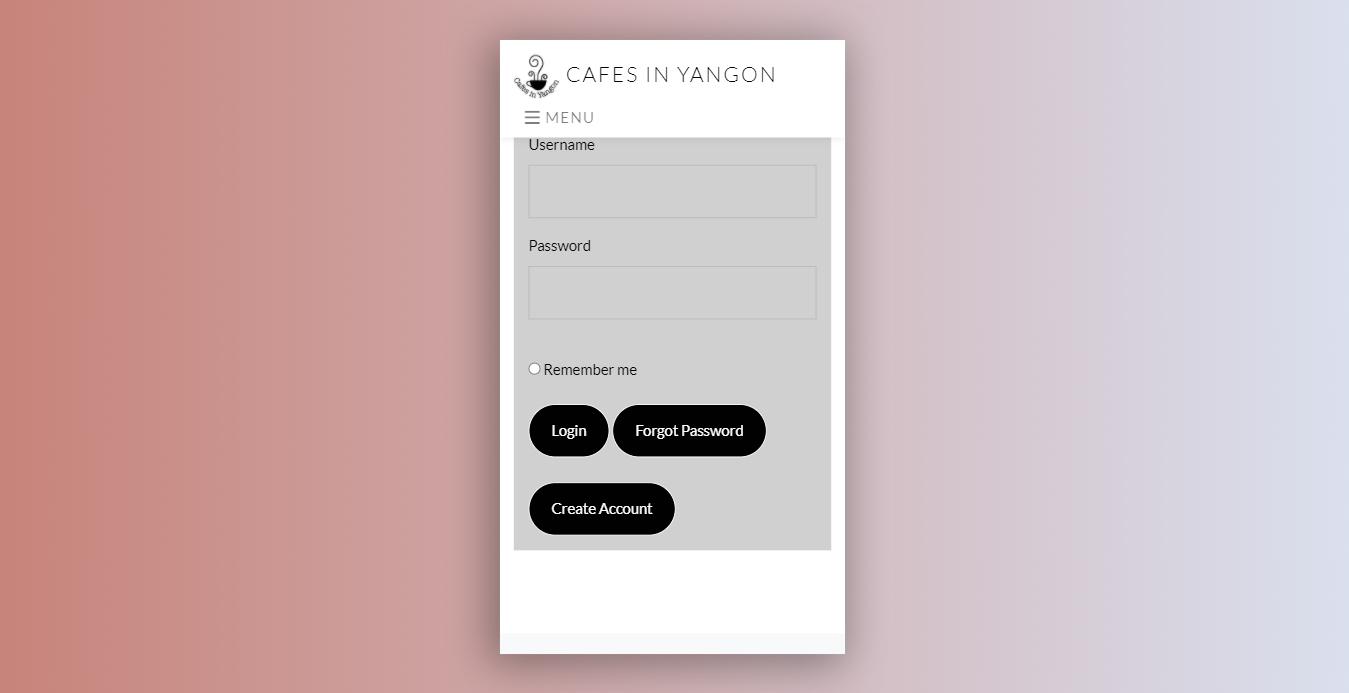 CAFES IN YANGON
Cafes in Yangon
MENU
Username
Password
Remember me
Login Forgot Password
Create Account